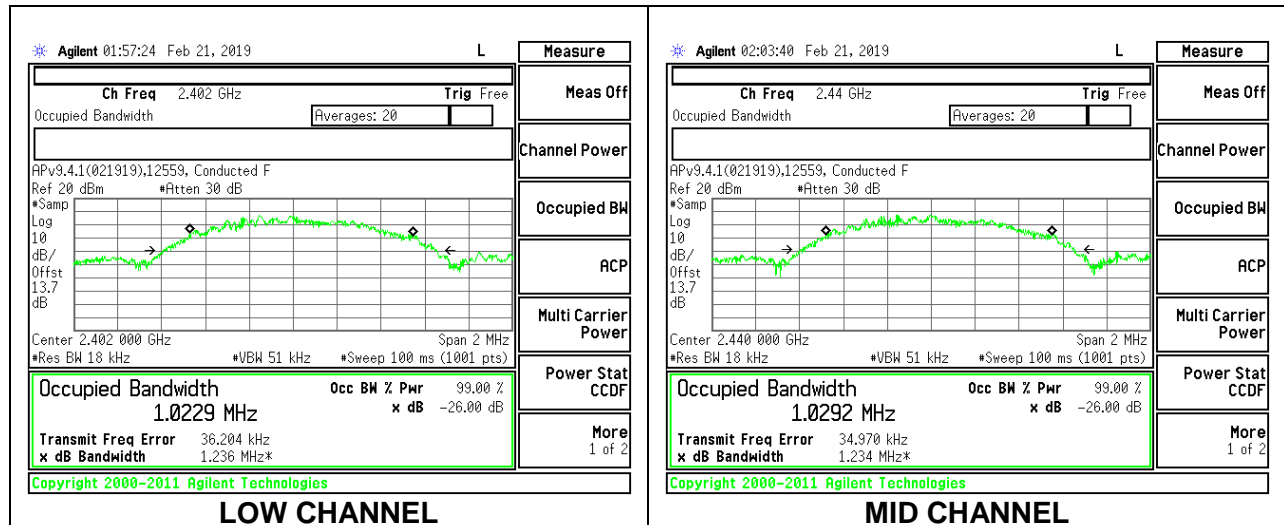 Agilent 01:57:24 Feb 21, 2019 L
Measure
Ch Freq 2.402 GHz Trig Free
Occupied Bandwidth Averages: 20
APv9.4.1(021919),12559, Conducted F
Ref 20 dBm #Atten 30 dB
#Samp
Log
10
dB/
Offst
13.7
dB
Center 2.402 000 GHz Span 2 MHz
#Res BW 18 kHz #VBW 51 kHz #Sweep 100 ms (1001 pts)
Occupied Bandwidth Occ BW % Pwr 99.00 %
1.0229 MHz x dB -26.00 dB
Transmit Freq Error 36.204 kHz
x dB Bandwidth 1.236 MHz*
Copyright 2000-2011 Agilent Technologies
Meas Off
Channel Power
Occupied BW
ACP
Multi Carrier
Power
Power Stat
CCDF
More
1 of 2
LOW CHANNEL
Agilent 02:03:40 Feb 21, 2019 L
Measure
Ch Freq 2.44 GHz Trig Free
Occupied Bandwidth Averages: 20
APv9.4.1(021919),12559, Conducted F
Ref 20 dBm #Atten 30 dB
#Samp
Log
10
dB/
Offst
13.7
dB
Center 2.440 000 GHz Span 2 MHz
#Res BW 18 kHz #VBW 51 kHz #Sweep 100 ms (1001 pts)
Occupied Bandwidth Occ BW % Pwr 99.00 %
1.0292 MHz x dB -26.00 dB
Transmit Freq Error 34.970 kHz
x dB Bandwidth 1.234 MHz*
Copyright 2000-2011 Agilent Technologies
Meas Off
Channel Power
Occupied BW
ACP
Multi Carrier
Power
Power Stat
CCDF
More
1 of 2
MID CHANNEL